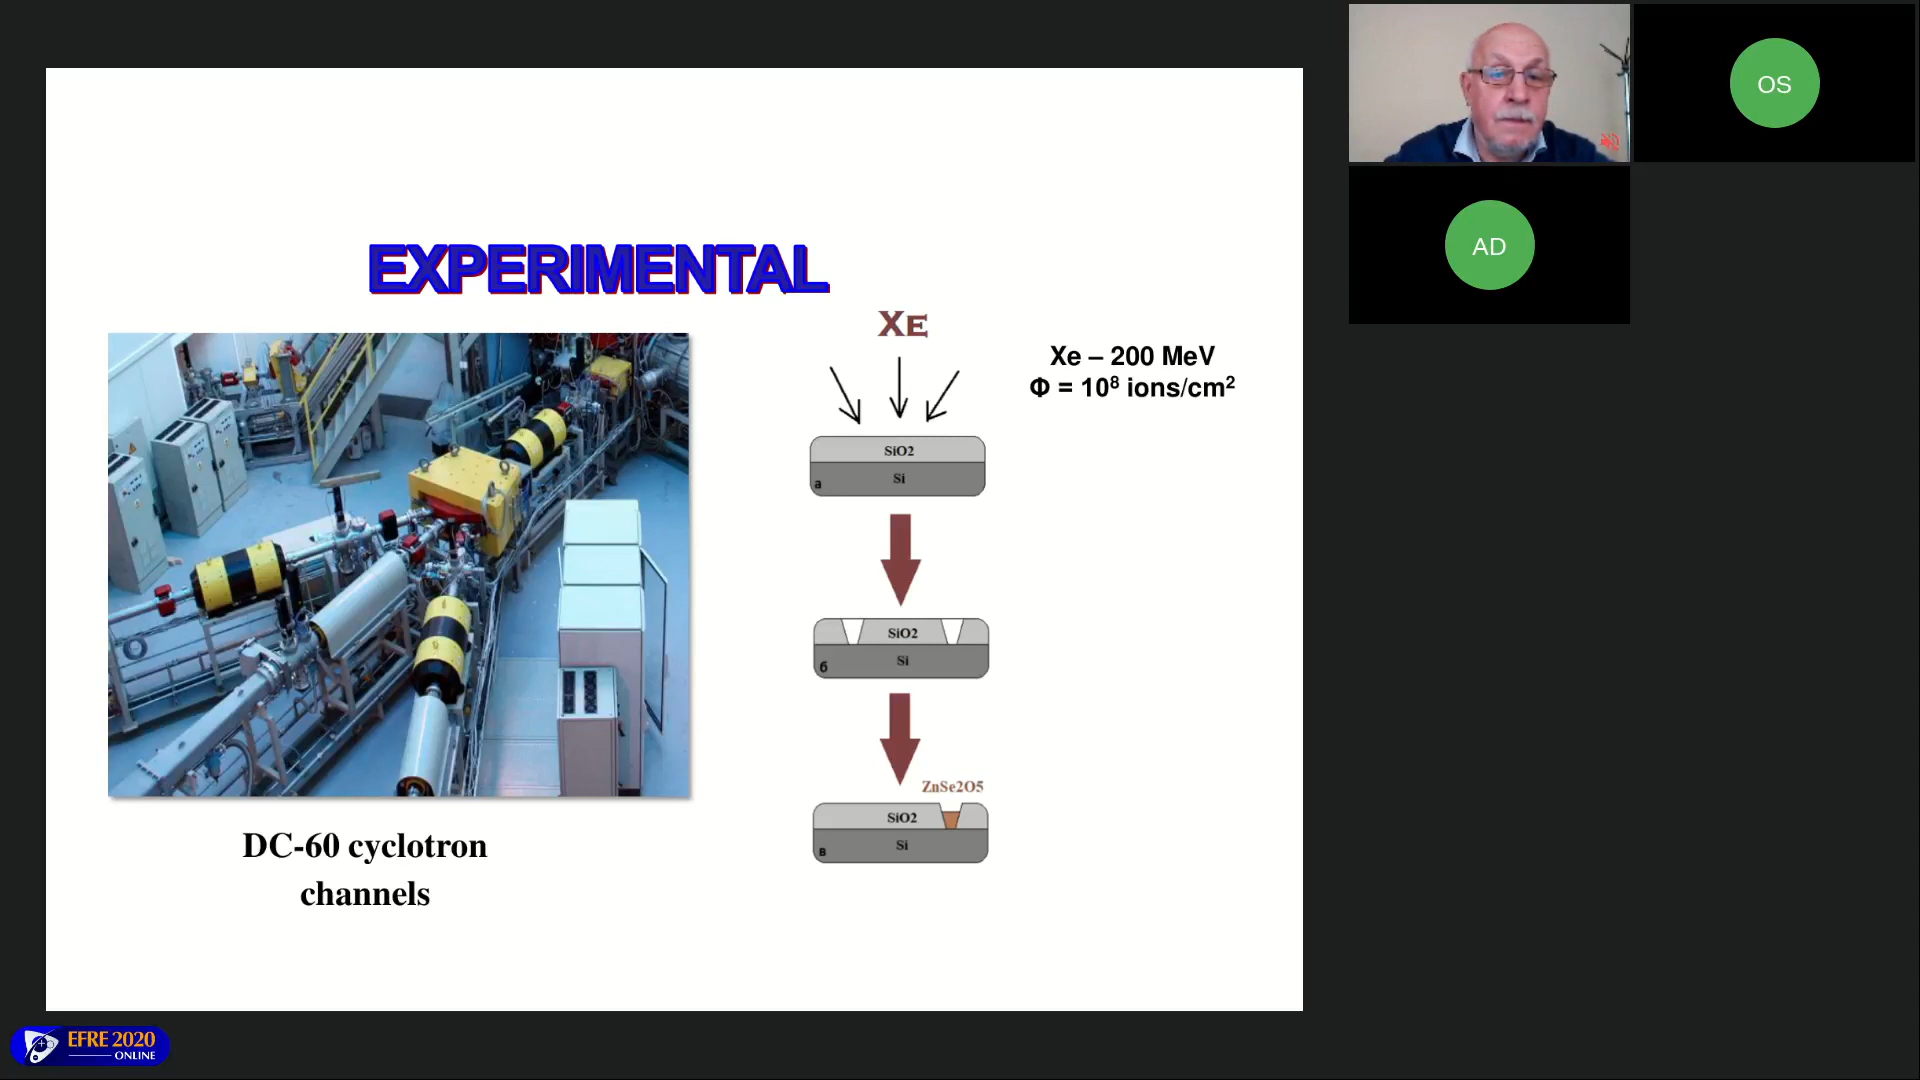 EXPERIMENTAL
XE
Xe – 200 MeV
Φ = 10⁸ ions/cm²
SiO2
Si
а
SiO2
Si
б
ZnSe2O5
SiO2
Si
в
DC-60 cyclotron
channels
OS
AD
EFRE 2020
ONLINE